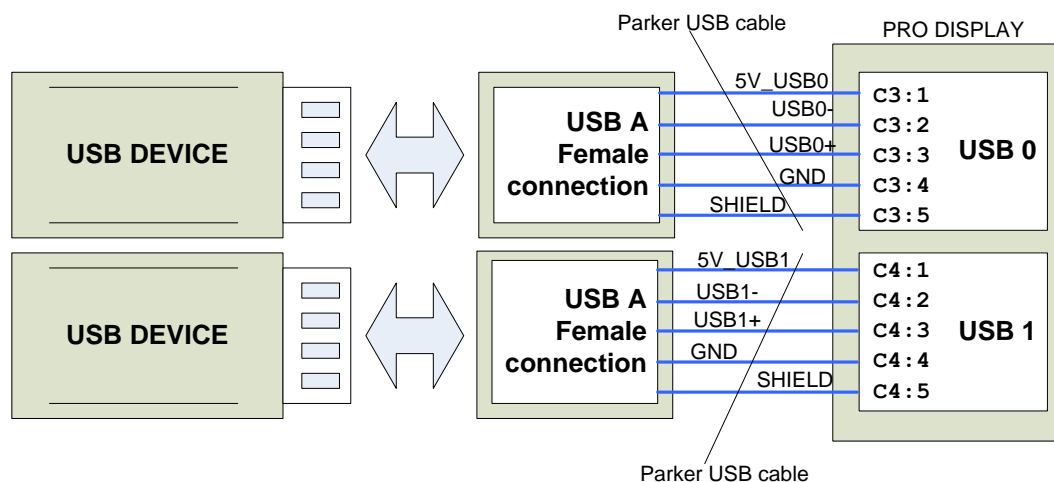 Parker USB cable
PRO DISPLAY
USB DEVICE
USB A
Female
connection
5V_USB0
USB0-
USB0+
GND
SHIELD
C3:1
C3:2
C3:3
C3:4
C3:5
USB 0
USB DEVICE
USB A
Female
connection
5V_USB1
USB1-
USB1+
GND
SHIELD
C4:1
C4:2
C4:3
C4:4
C4:5
USB 1
Parker USB cable